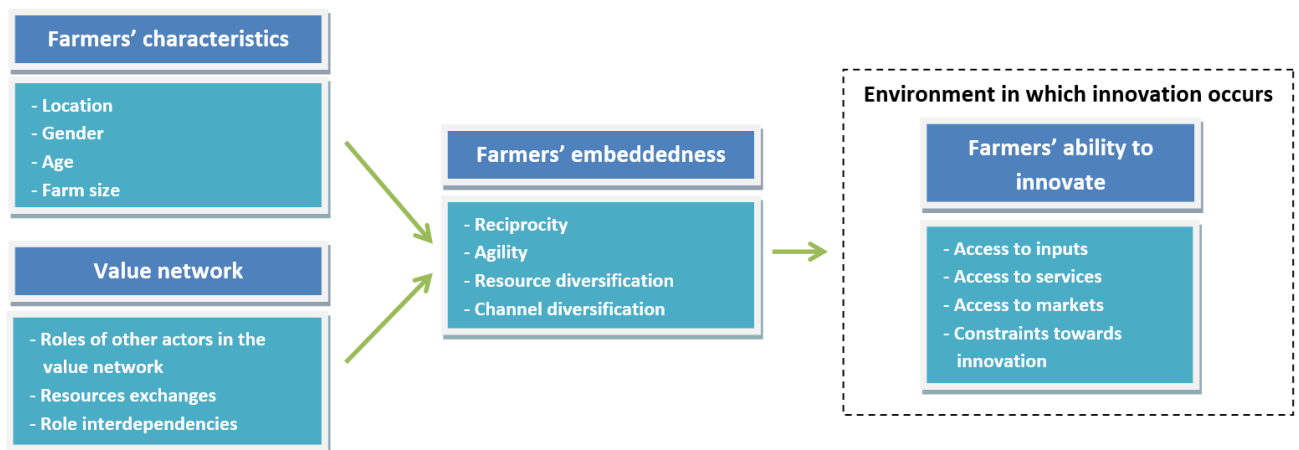 Farmers’ characteristics
- Location
- Gender
- Age
- Farm size
Value network
- Roles of other actors in the
value network
- Resources exchanges
- Role interdependencies
Farmers’ embeddedness
- Reciprocity
- Agility
- Resource diversification
- Channel diversification
Environment in which innovation occurs
Farmers’ ability to
innovate
- Access to inputs
- Access to services
- Access to markets
- Constraints towards
innovation